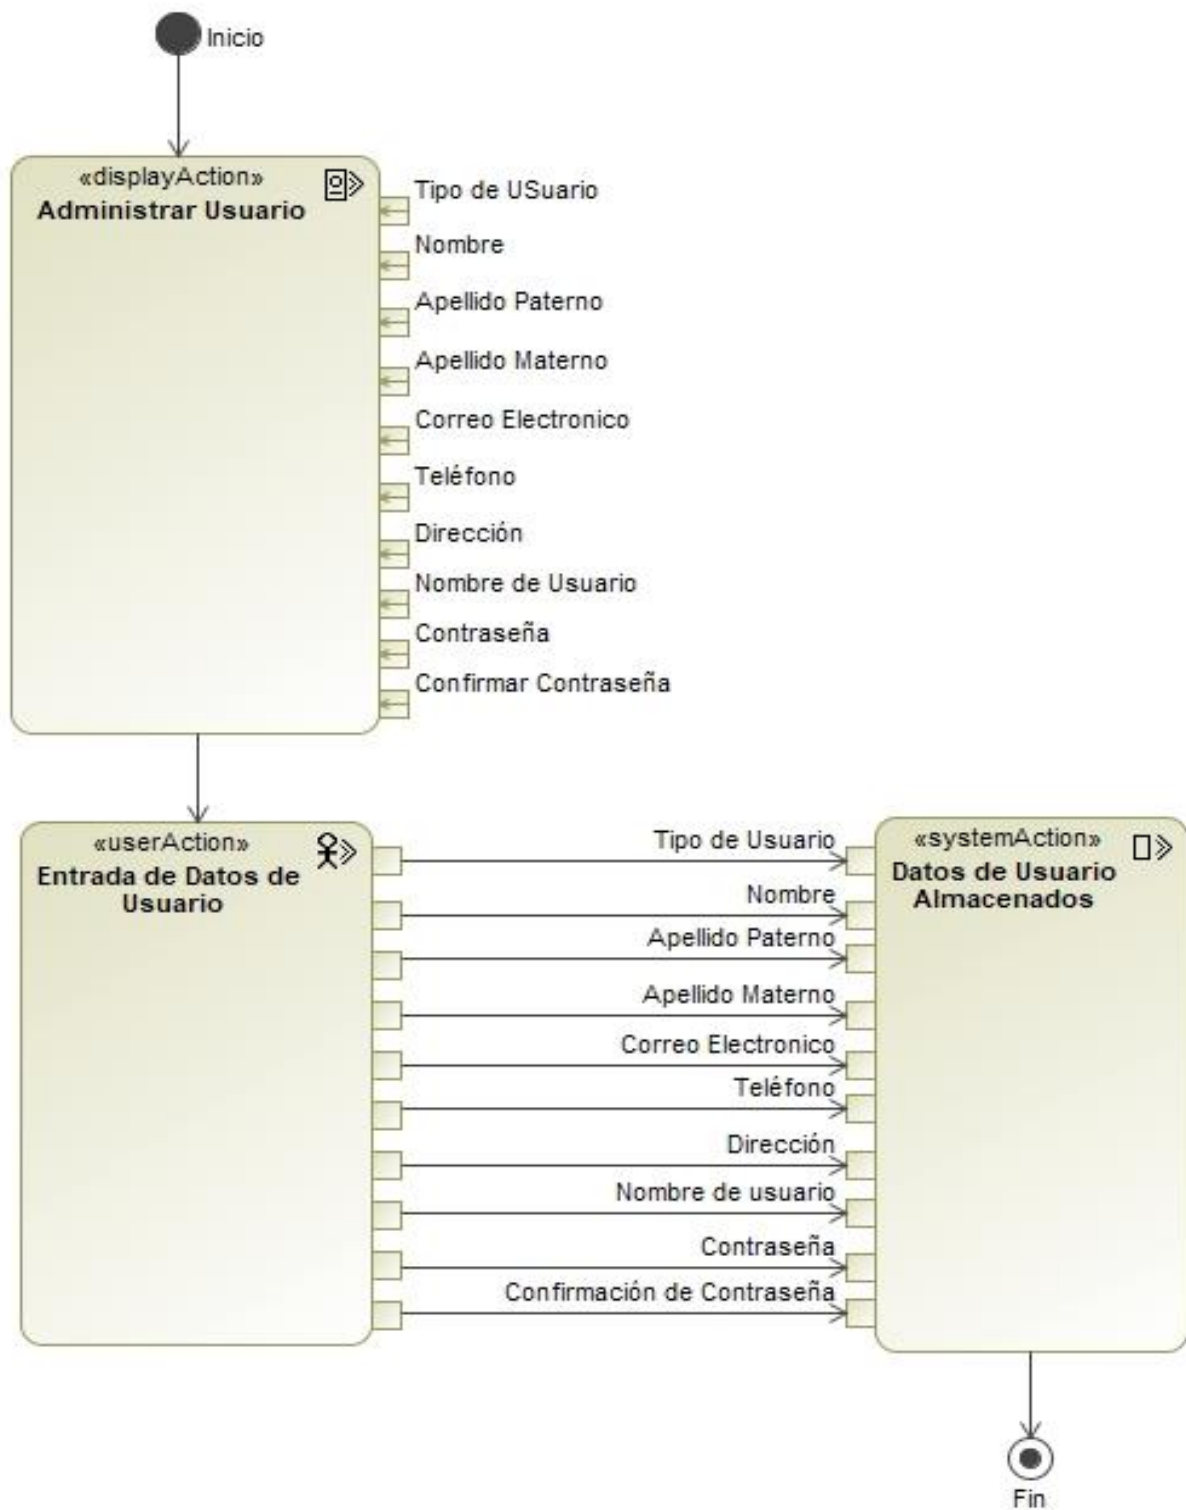 Inicio
«displayAction»
Administrar Usuario
Tipo de USuario
Nombre
Apellido Paterno
Apellido Materno
Correo Electronico
Teléfono
Dirección
Nombre de Usuario
Contraseña
Confirmar Contraseña
«userAction»
Entrada de Datos de
Usuario
Tipo de Usuario
Nombre
Apellido Paterno
Apellido Materno
Correo Electronico
Teléfono
Dirección
Nombre de usuario
Contraseña
Confirmación de Contraseña
«systemAction»
Datos de Usuario
Almacenados
Fin